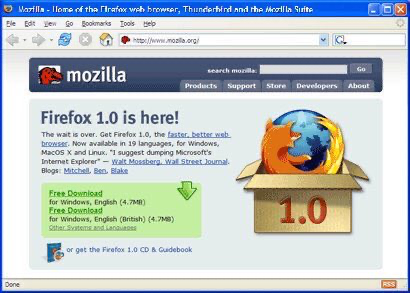 Mozilla - Home of the Firefox web browser, Thunderbird and the Mozilla Suite
File Edit View Go Bookmarks Tools Help
http://www.mozilla.org/
G
mozilla
search mozilla: Go
Products Support Store Developers About
Firefox 1.0 is here!
The wait is over. Get Firefox 1.0, the faster, better web
browser. Now available in 19 languages, for Windows,
MacOS X and Linux. "I suggest dumping Microsoft's
Internet Explorer" — Walt Mossberg, Wall Street Journal.
Blogs: Mitchell, Ben, Blake
Free Download
for Windows, English (4.7MB)
Free Download
for Windows, English (British) (4.7MB)
Other Systems and Languages
or get the Firefox 1.0 CD & Guidebook
1.0
Done
RSS